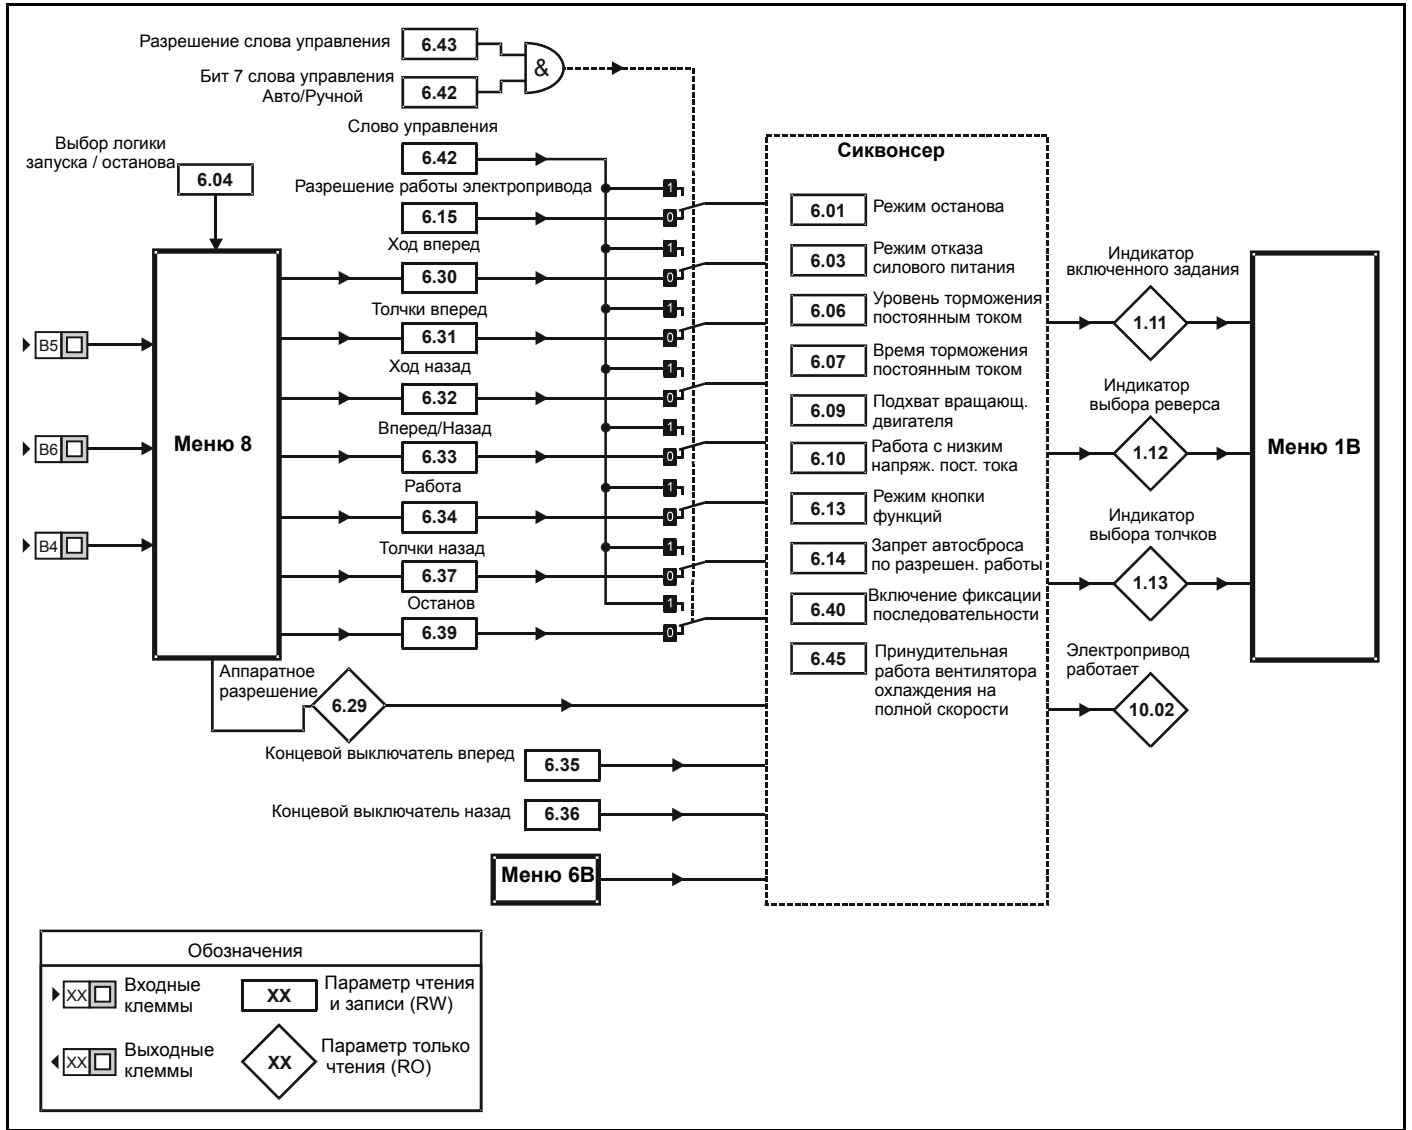 Разрешение слова управления
6.43
Бит 7 слова управления
Авто/Ручной
6.42
&
Слово управления
6.42
Выбор логики
запуска / останова
6.04
Разрешение работы электропривода
6.15
1
0
Ход вперед
6.30
1
0
Толчки вперед
6.31
1
0
Ход назад
6.32
1
0
Вперед/Назад
6.33
1
0
Работа
6.34
1
0
Толчки назад
6.37
1
0
Останов
6.39
1
0
B5
B6
B4
Меню 8
Аппаратное
разрешение
6.29
Концевой выключатель вперед
6.35
Концевой выключатель назад
6.36
Меню 6B
Сиквонсер
6.01
Режим останова
6.03
Режим отказа
силового питания
6.06
Уровень торможения
постоянным током
6.07
Время торможения
постоянным током
6.09
Подхват вращающ.
двигателя
6.10
Работа с низким
напряж. пост. тока
6.13
Режим кнопки
функций
6.14
Запрет автосброса
по разрешен. работы
6.40
Включение фиксации
последовательности
6.45
Принудительная
работа вентилятора
охлаждения на
полной скорости
Индикатор
включенного задания
1.11
Индикатор
выбора реверса
1.12
Индикатор
выбора толчков
1.13
Электропривод
работает
10.02
Меню 1B
Обозначения
XX
Входные
клеммы
XX
Параметр чтения
и записи (RW)
XX
Выходные
клеммы
XX
Параметр только
чтения (RO)